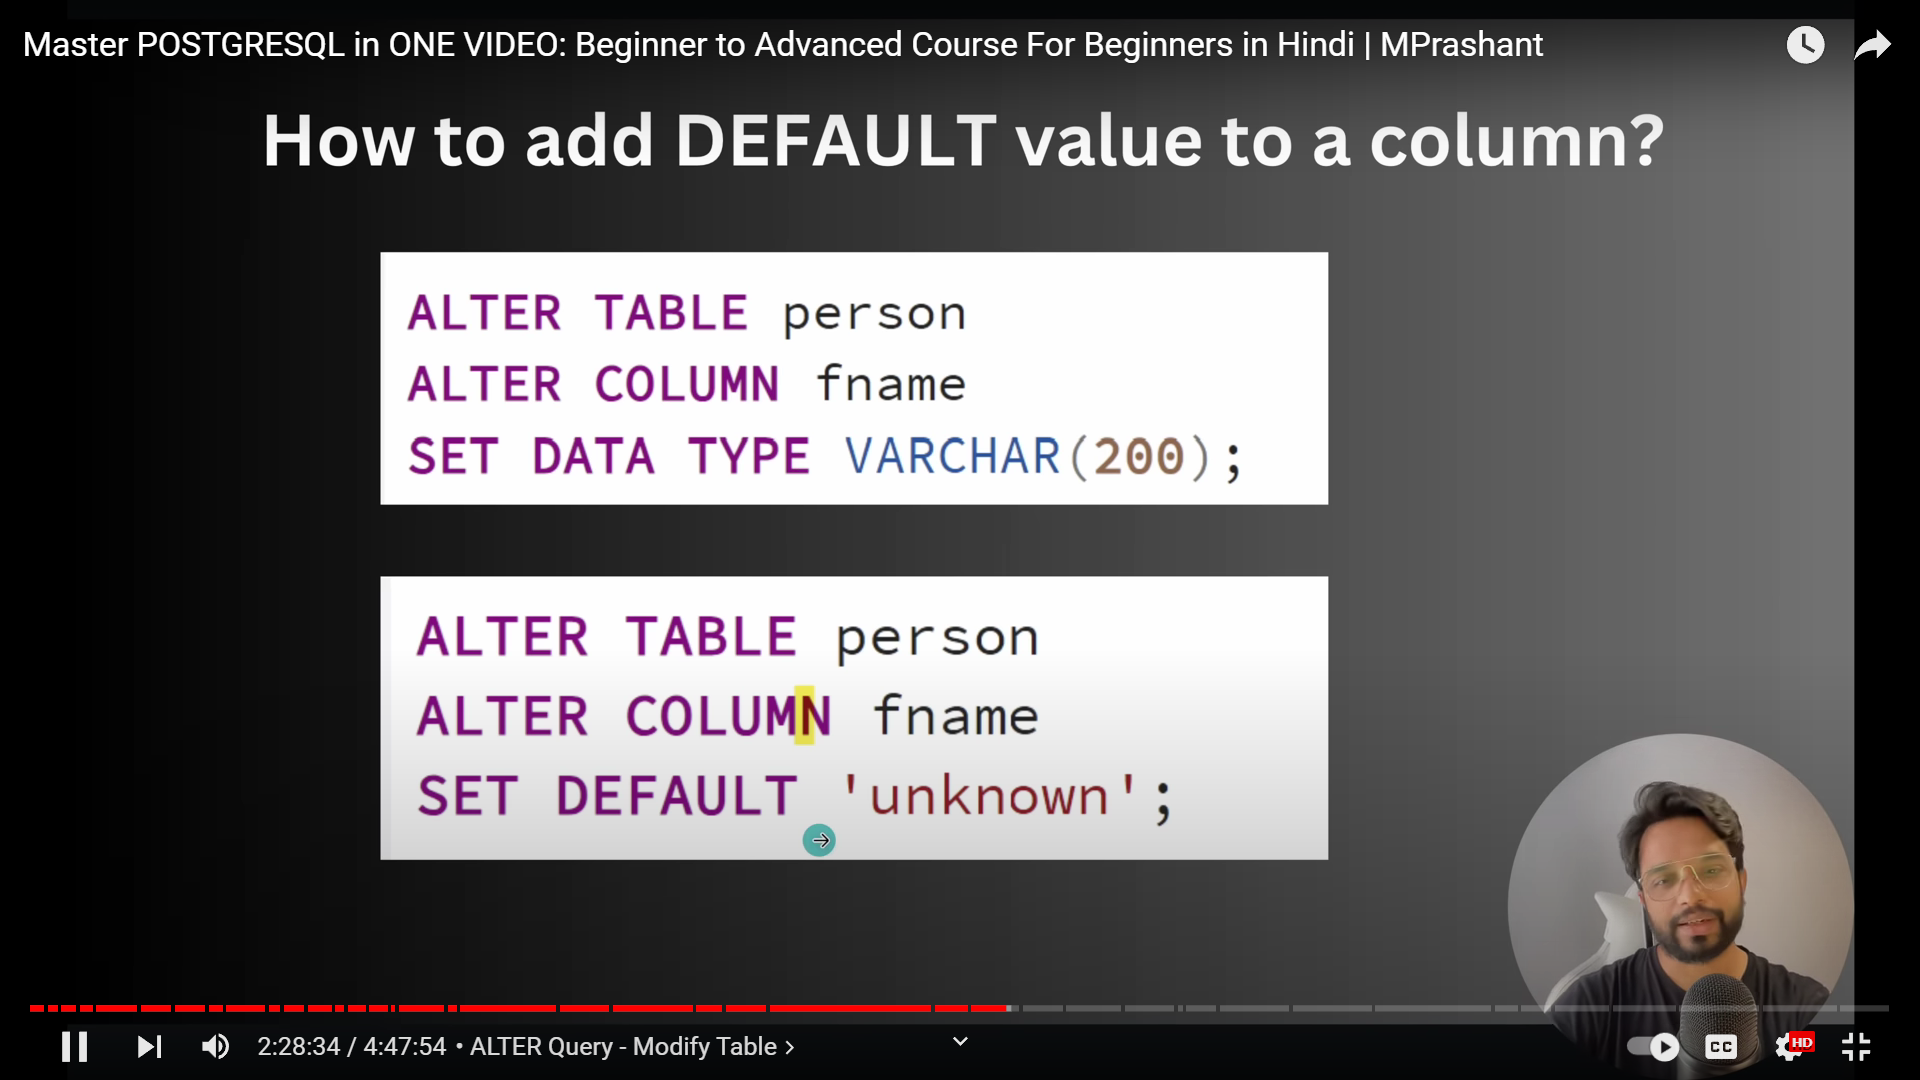 Master POSTGRESQL in ONE VIDEO: Beginner to Advanced Course For Beginners in Hindi | MPrashant
How to add DEFAULT value to a column?
ALTER TABLE person
ALTER COLUMN fname
SET DATA TYPE VARCHAR(200);
ALTER TABLE person
ALTER COLUMN fname
SET DEFAULT 'unknown';
2:28:34 / 4:47:54 • ALTER Query - Modify Table ›
CC
HD